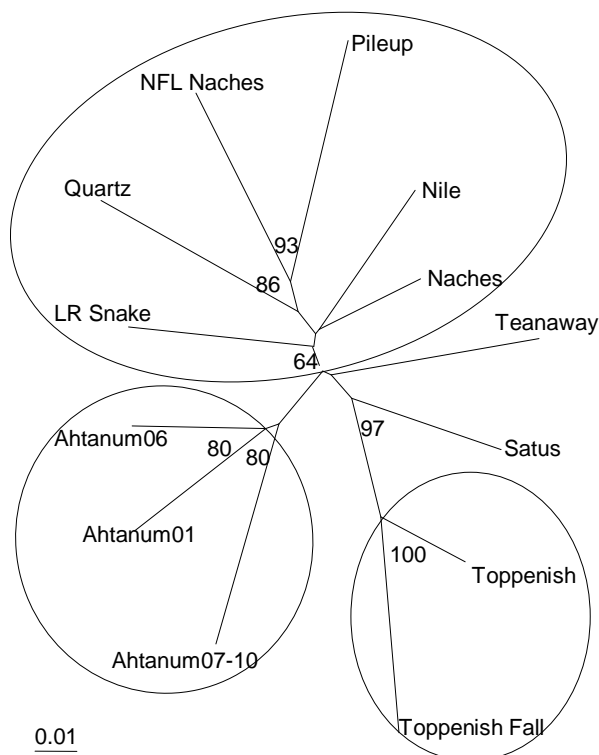 Pileup
NFL Naches
Quartz
Nile
93
86
Naches
LR Snake
Teanaway
64
97
Ahtanum06
80
80
Satus
Ahtanum01
100
Toppenish
Ahtanum07-10
Toppenish Fall
0.01